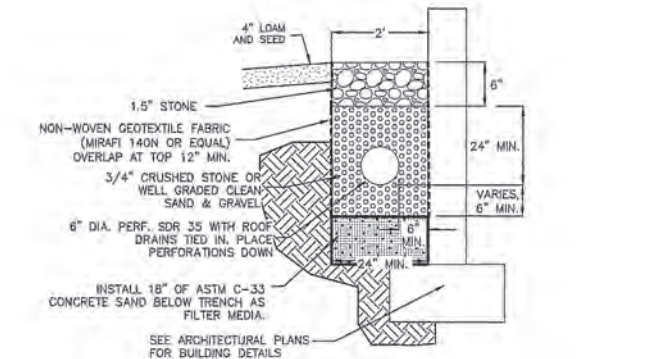 4" LOAM
AND SEED
2'
6"
1.5" STONE
NON-WOVEN GEOTEXTILE FABRIC
(MIRAFI 140N OR EQUAL)
OVERLAP AT TOP 12" MIN.
24" MIN.
3/4" CRUSHED STONE OR
WELL GRADED CLEAN
SAND & GRAVEL
VARIES,
6" MIN.
6" DIA. PERF. SDR 35 WITH ROOF
DRAINS TIED IN. PLACE
PERFORATIONS DOWN
6"
MIN.
24" MIN.
INSTALL 18" OF ASTM C-33
CONCRETE SAND BELOW TRENCH AS
FILTER MEDIA.
SEE ARCHITECTURAL PLANS
FOR BUILDING DETAILS